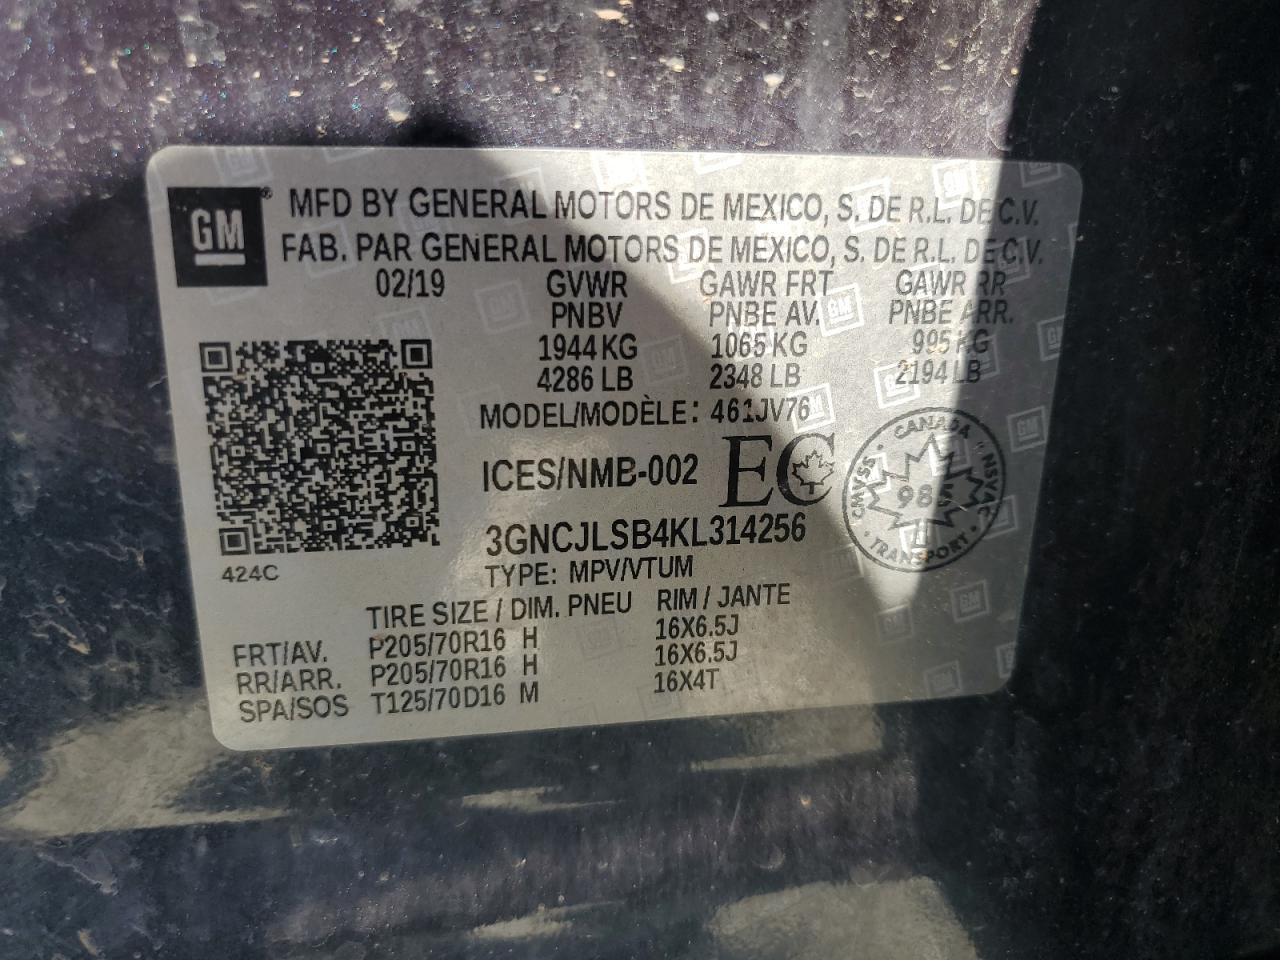 GM
MFD BY GENERAL MOTORS DE MEXICO, S. DE R.L. DE C.V.
FAB. PAR GENERAL MOTORS DE MEXICO, S. DE R.L. DE C.V.
02/19 GVWR GAWR FRT GAWR RR
PNBV PNBE AV. PNBE ARR.
1944 KG 1065 KG 995 KG
4286 LB 2348 LB 2194 LB
MODEL/MODÈLE: 461JV76
ICES/NMB-002 EC
CANADA
CMVSS 98 NSVAC
TRANSPORT
3GNCJLSB4KL314256
424C
TYPE: MPV/VTUM
TIRE SIZE / DIM. PNEU RIM / JANTE
FRT/AV. P205/70R16 H 16X6.5J
RR/ARR. P205/70R16 H 16X6.5J
SPA/SOS T125/70D16 M 16X4T